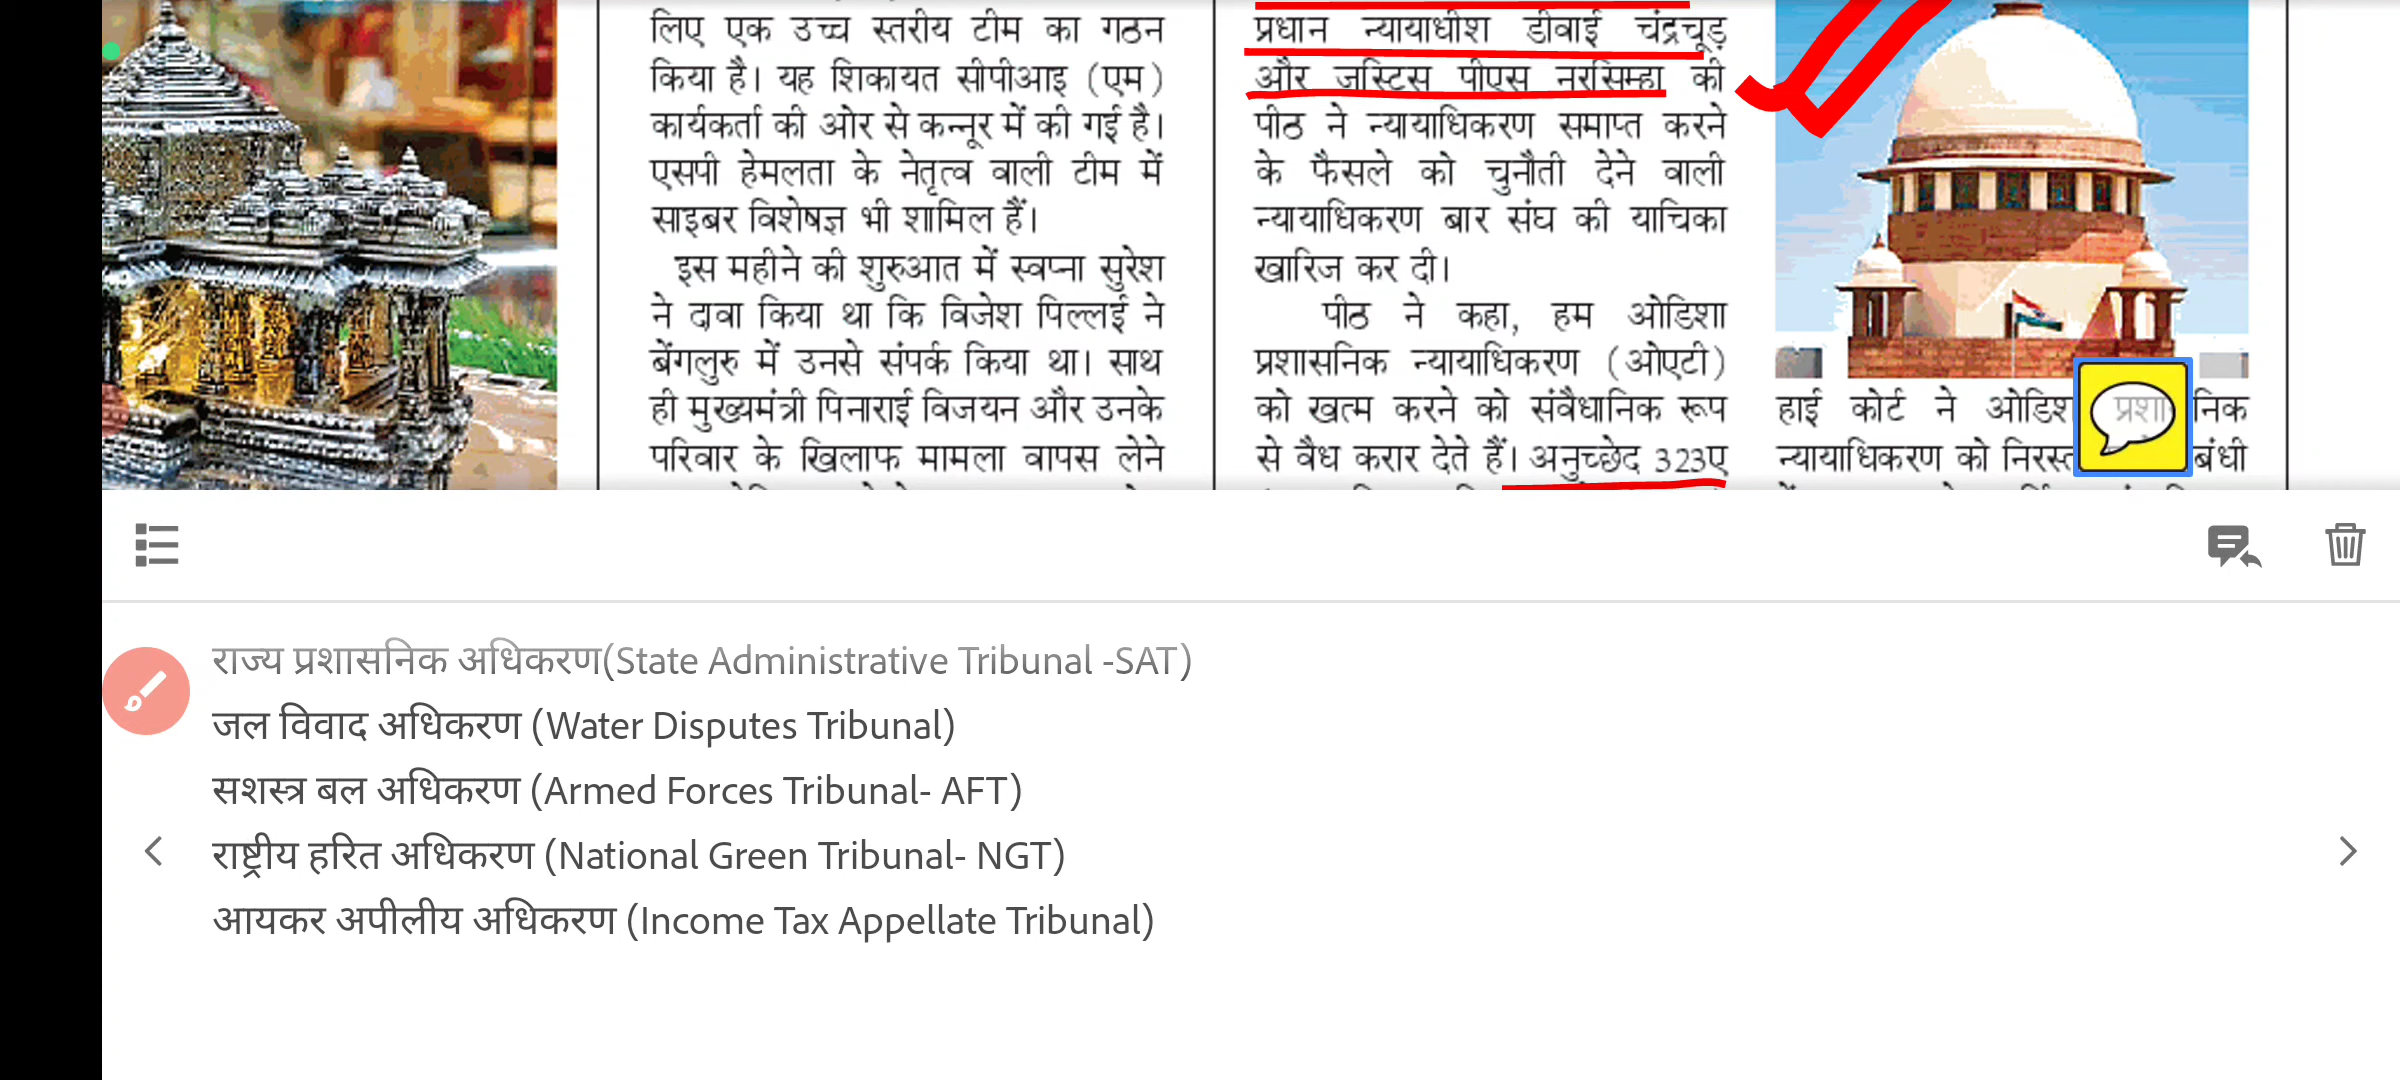 लिए एक उच्च स्तरीय टीम का गठन
किया है। यह शिकायत सीपीआइ (एम)
कार्यकर्ता की ओर से कन्नूर में की गई है।
एसपी हेमलता के नेतृत्व वाली टीम में
साइबर विशेषज्ञ भी शामिल हैं।
इस महीने की शुरुआत में स्वप्ना सुरेश
ने दावा किया था कि विजेश पिल्लई ने
बेंगलुरु में उनसे संपर्क किया था। साथ
ही मुख्यमंत्री पिनाराई विजयन और उनके
परिवार के खिलाफ मामला वापस लेने
प्रधान न्यायाधीश डीवाई चंद्रचूड़
और जस्टिस पीएस नरसिम्हा की
पीठ ने न्यायाधिकरण समाप्त करने
के फैसले को चुनौती देने वाली
न्यायाधिकरण बार संघ की याचिका
खारिज कर दी।
पीठ ने कहा, हम ओडिशा
प्रशासनिक न्यायाधिकरण (ओएटी)
को खत्म करने को संवैधानिक रूप
से वैध करार देते हैं। अनुच्छेद 323ए
हाई कोर्ट ने ओडिश प्रशानिक
न्यायाधिकरण को निरस्त बंधी
राज्य प्रशासनिक अधिकरण(State Administrative Tribunal -SAT)
जल विवाद अधिकरण (Water Disputes Tribunal)
सशस्त्र बल अधिकरण (Armed Forces Tribunal- AFT)
राष्ट्रीय हरित अधिकरण (National Green Tribunal- NGT)
आयकर अपीलीय अधिकरण (Income Tax Appellate Tribunal)